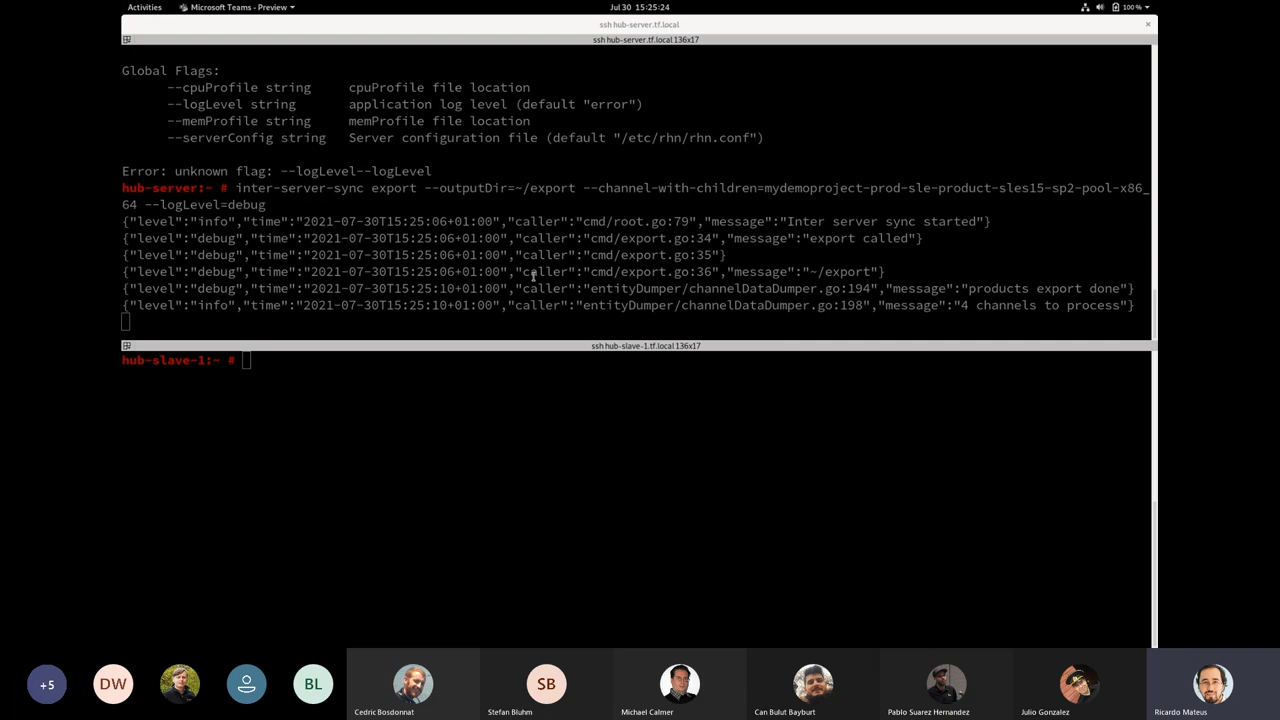 Activities Microsoft Teams - Preview Jul 30 15:25:24 100 %
ssh hub-server.tf.local
ssh hub-server.tf.local 136x17
Global Flags:
--cpuProfile string cpuProfile file location
--logLevel string application log level (default "error")
--memProfile string memProfile file location
--serverConfig string Server configuration file (default "/etc/rhn/rhn.conf")
Error: unknown flag: --logLevel--logLevel
hub-server:~ # inter-server-sync export --outputDir=~/export --channel-with-children=mydemoproject-prod-sle-product-sles15-sp2-pool-x86_
64 --logLevel=debug
{"level":"info","time":"2021-07-30T15:25:06+01:00","caller":"cmd/root.go:79","message":"Inter server sync started"}
{"level":"debug","time":"2021-07-30T15:25:06+01:00","caller":"cmd/export.go:34","message":"export called"}
{"level":"debug","time":"2021-07-30T15:25:06+01:00","caller":"cmd/export.go:35"}
{"level":"debug","time":"2021-07-30T15:25:06+01:00","caller":"cmd/export.go:36","message":"~/export"}
{"level":"debug","time":"2021-07-30T15:25:10+01:00","caller":"entityDumper/channelDataDumper.go:194","message":"products export done"}
{"level":"info","time":"2021-07-30T15:25:10+01:00","caller":"entityDumper/channelDataDumper.go:198","message":"4 channels to process"}
ssh hub-slave-1.tf.local 136x17
hub-slave-1:~ #
+5 DW BL SB
Cedric Bosdonnat Stefan Bluhm Michael Calmer Can Bulut Bayburt Pablo Suarez Hernandez Julio Gonzalez Ricardo Mateus